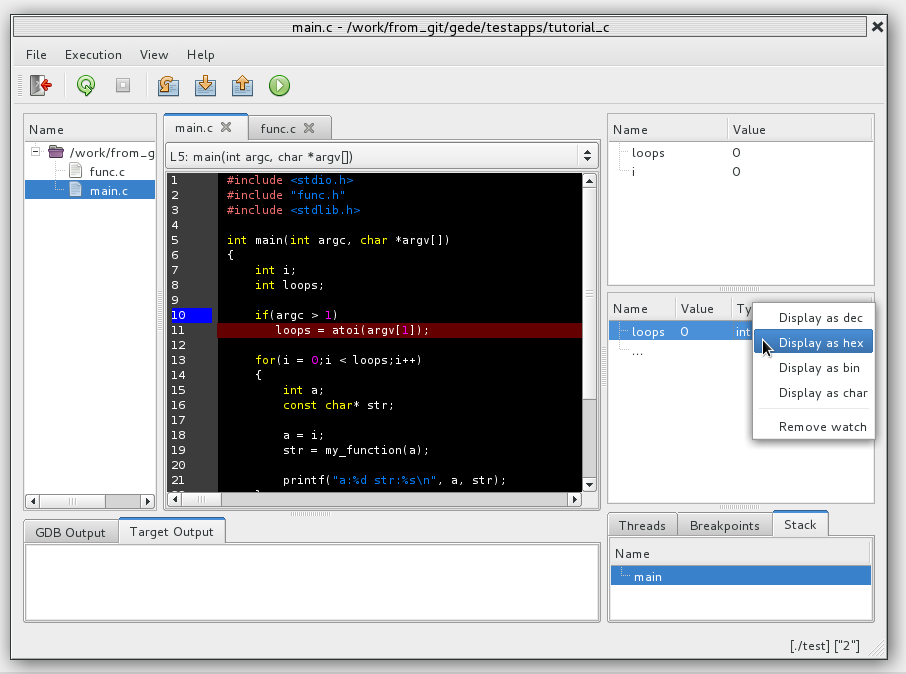 main.c - /work/from_git/gede/testapps/tutorial_c
File Execution View Help
Name
/work/from_g
func.c
main.c
main.c func.c
L5: main(int argc, char *argv[])
1 #include <stdio.h>
2 #include "func.h"
3 #include <stdlib.h>
4
5 int main(int argc, char *argv[])
6 {
7 int i;
8 int loops;
9
10 if(argc > 1)
11 loops = atoi(argv[1]);
12
13 for(i = 0;i < loops;i++)
14 {
15 int a;
16 const char* str;
17
18 a = i;
19 str = my_function(a);
20
21 printf("a:%d str:%s\n", a, str);
Name Value
loops 0
i 0
Name Value
loops 0 int
...
Display as dec
Display as hex
Display as bin
Display as char
Remove watch
GDB Output Target Output
Threads Breakpoints Stack
Name
main
[./test] ["2"]